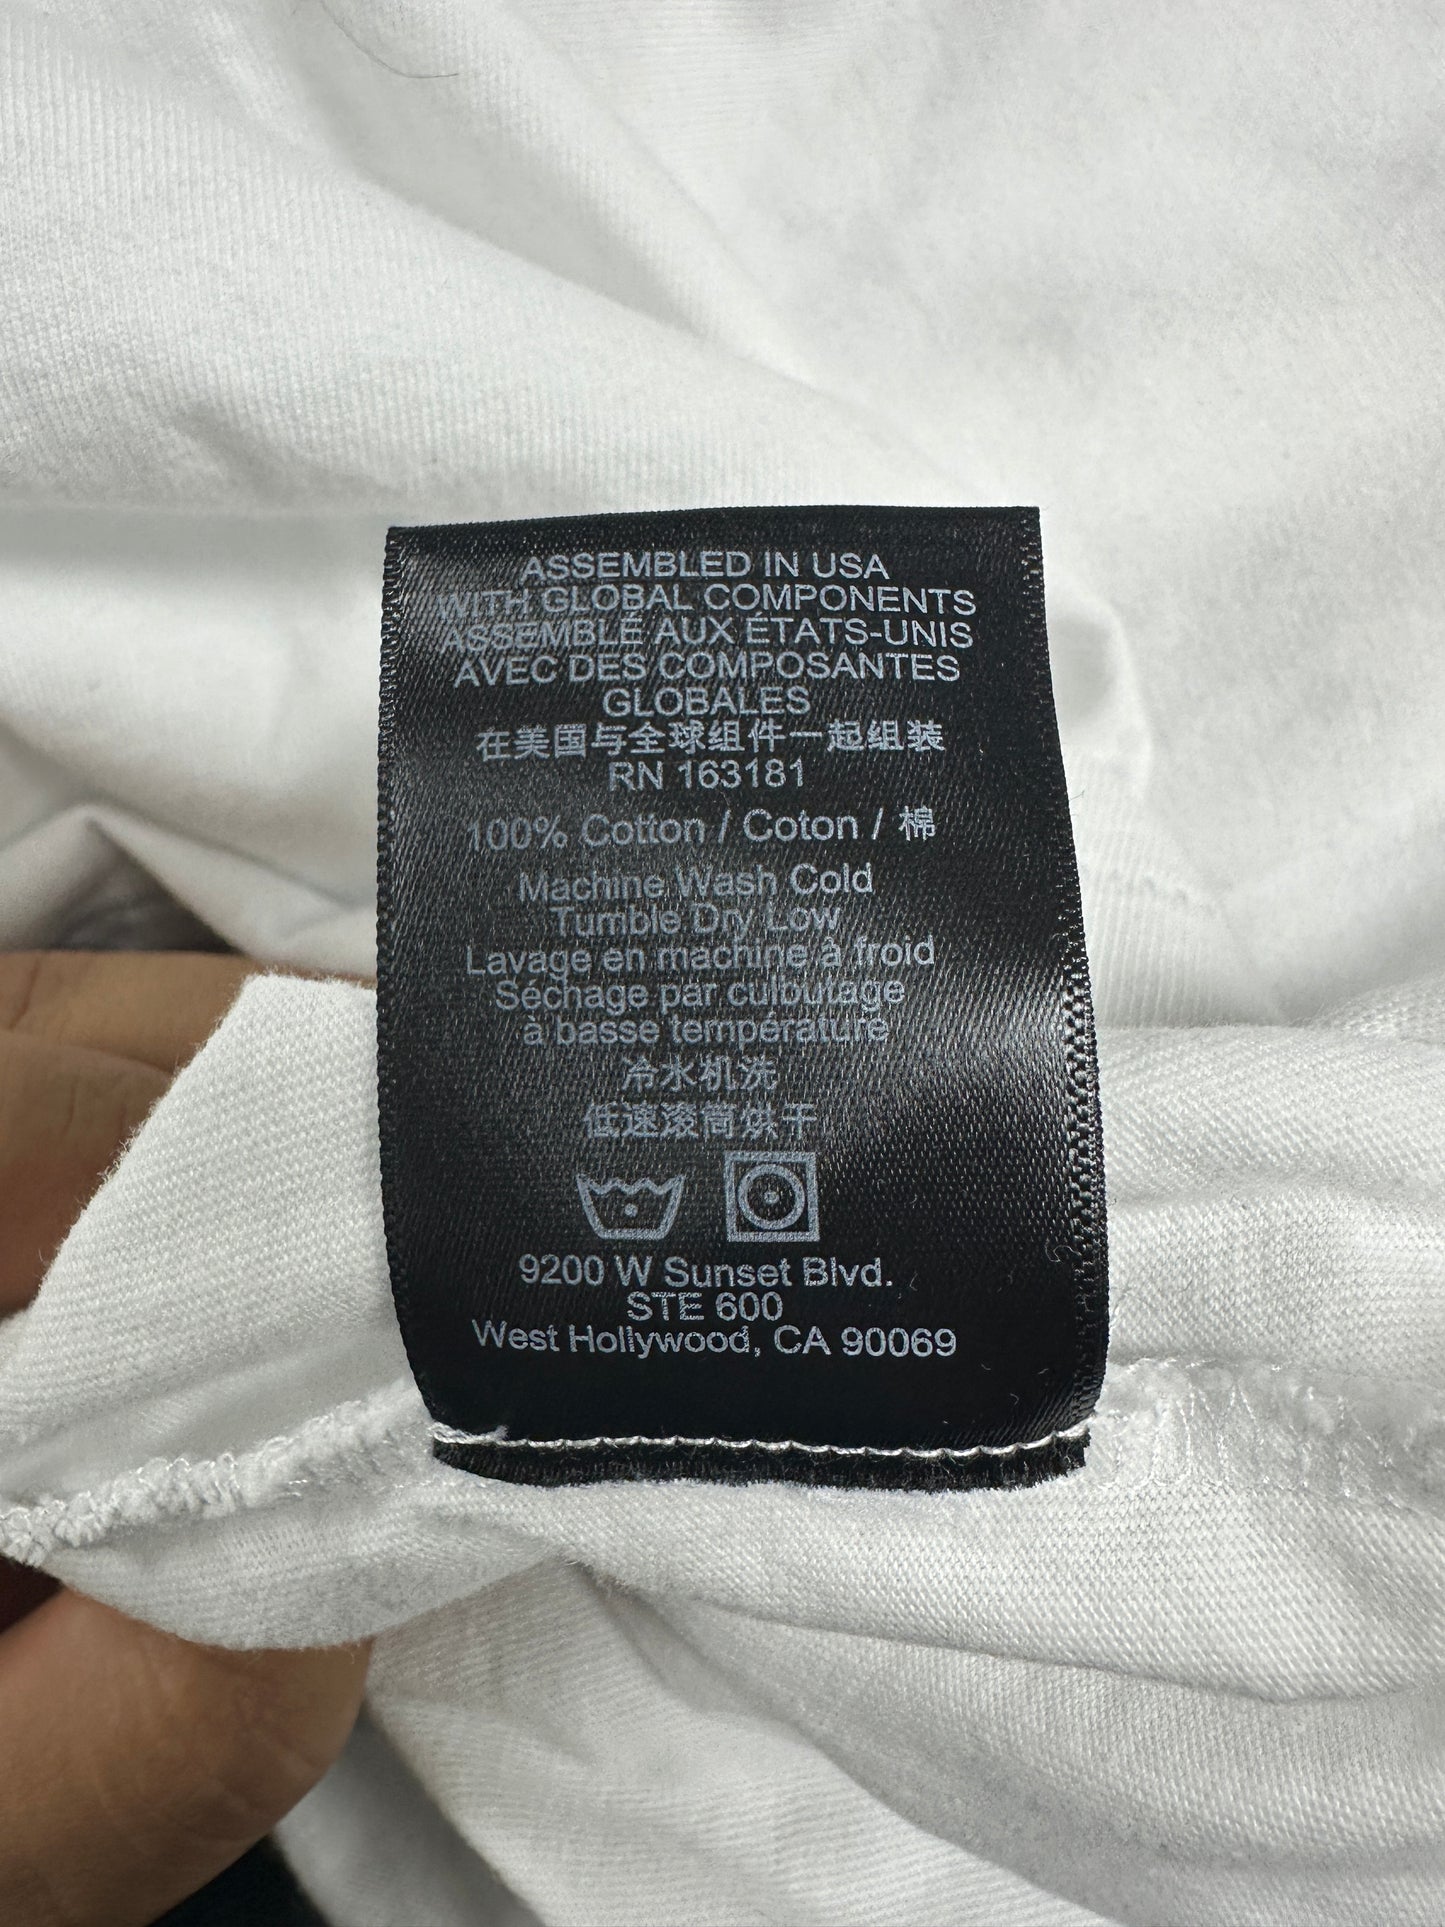 ASSEMBLED IN USA
WITH GLOBAL COMPONENTS
ASSEMBLÉ AUX ÉTATS-UNIS
AVEC DES COMPOSANTES
GLOBALES
在美国与全球组件一起组装
RN 163181
100% Cotton / Coton / 棉
Machine Wash Cold
Tumble Dry Low
Lavage en machine à froid
Séchage par culbutage
à basse température
冷水机洗
低速滚筒烘干
9200 W Sunset Blvd.
STE 600
West Hollywood, CA 90069